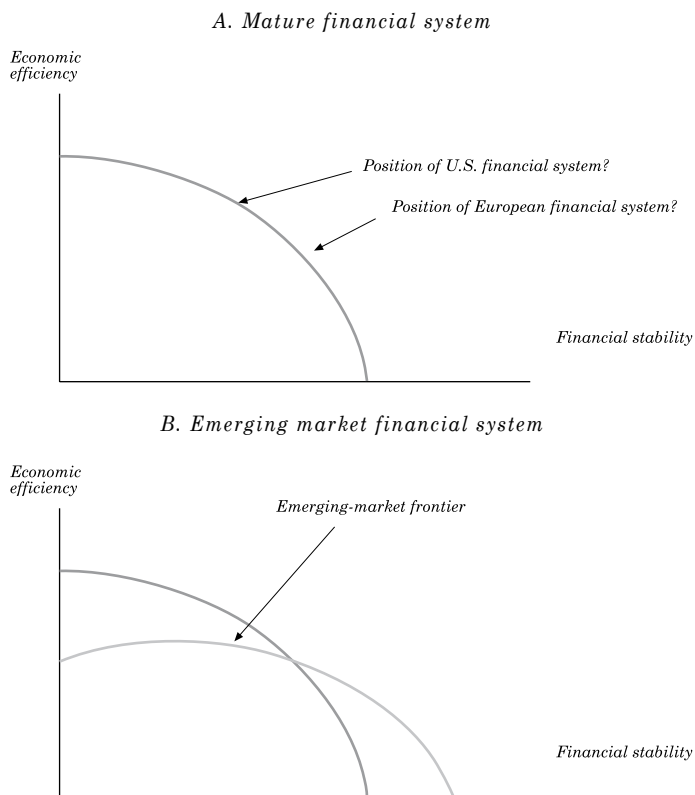 A. Mature financial system
Economic
efficiency
Position of U.S. financial system?
Position of European financial system?
Financial stability
B. Emerging market financial system
Economic
efficiency
Emerging-market frontier
Financial stability